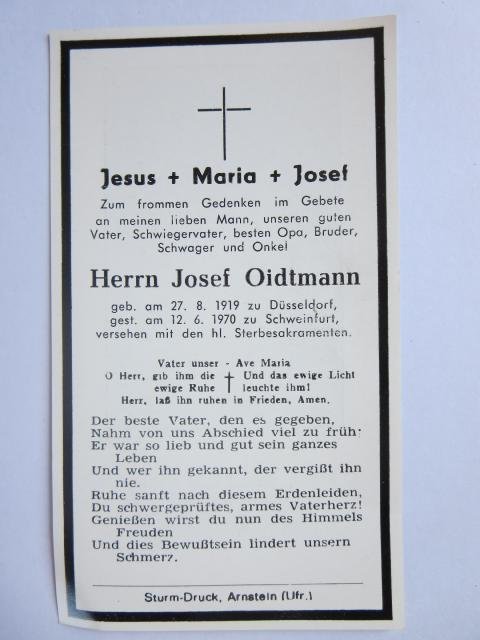 Jesus + Maria + Josef
Zum frommen Gedenken im Gebete
an meinen lieben Mann, unseren guten
Vater, Schwiegervater, besten Opa, Bruder,
Schwager und Onkel
Herrn Josef Oidtmann
geb. am 27. 8. 1919 zu Düsseldorf,
gest. am 12. 6. 1970 zu Schweinfurt,
versehen mit den hl. Sterbesakramenten.
Vater unser - Ave Maria
O Herr, gib ihm die † Und das ewige Licht
ewige Ruhe leuchte ihm!
Herr, laß ihn ruhen in Frieden, Amen.
Der beste Vater, den es gegeben,
Nahm von uns Abschied viel zu früh:
Er war so lieb und gut sein ganzes
Leben
Und wer ihn gekannt, der vergißt ihn
nie.
Ruhe sanft nach diesem Erdenleiden,
Du schwergeprüftes, armes Vaterherz!
Genießen wirst du nun des Himmels
Freuden
Und dies Bewußtsein lindert unsern
Schmerz.
Sturm-Druck, Arnstein (Ufr.)